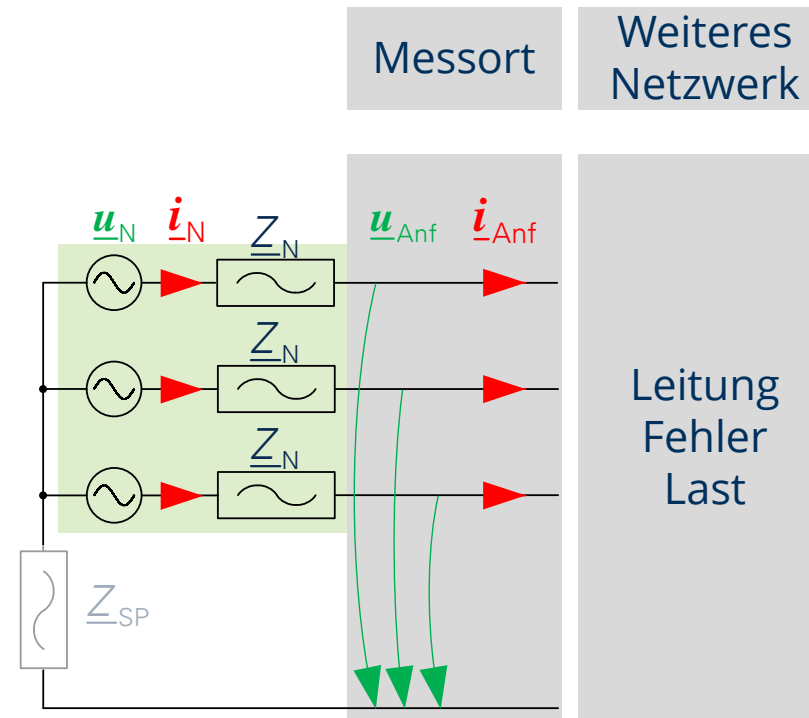 Messort
Weiteres
Netzwerk
u_N i_N Z_N u_Anf i_Anf
Z_N
Z_N
Z_SP
Leitung
Fehler
Last